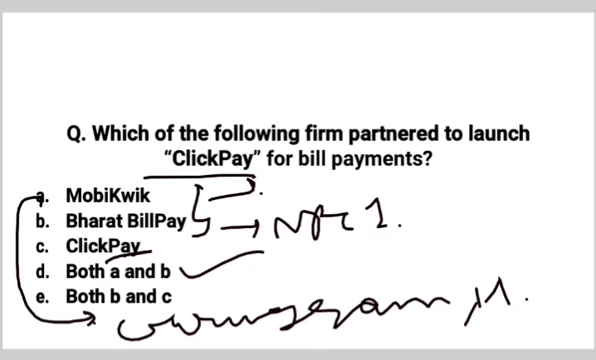 Q. Which of the following firm partnered to launch
“ClickPay” for bill payments?
a. MobiKwik
b. Bharat BillPay
c. ClickPay
d. Both a and b
e. Both b and c